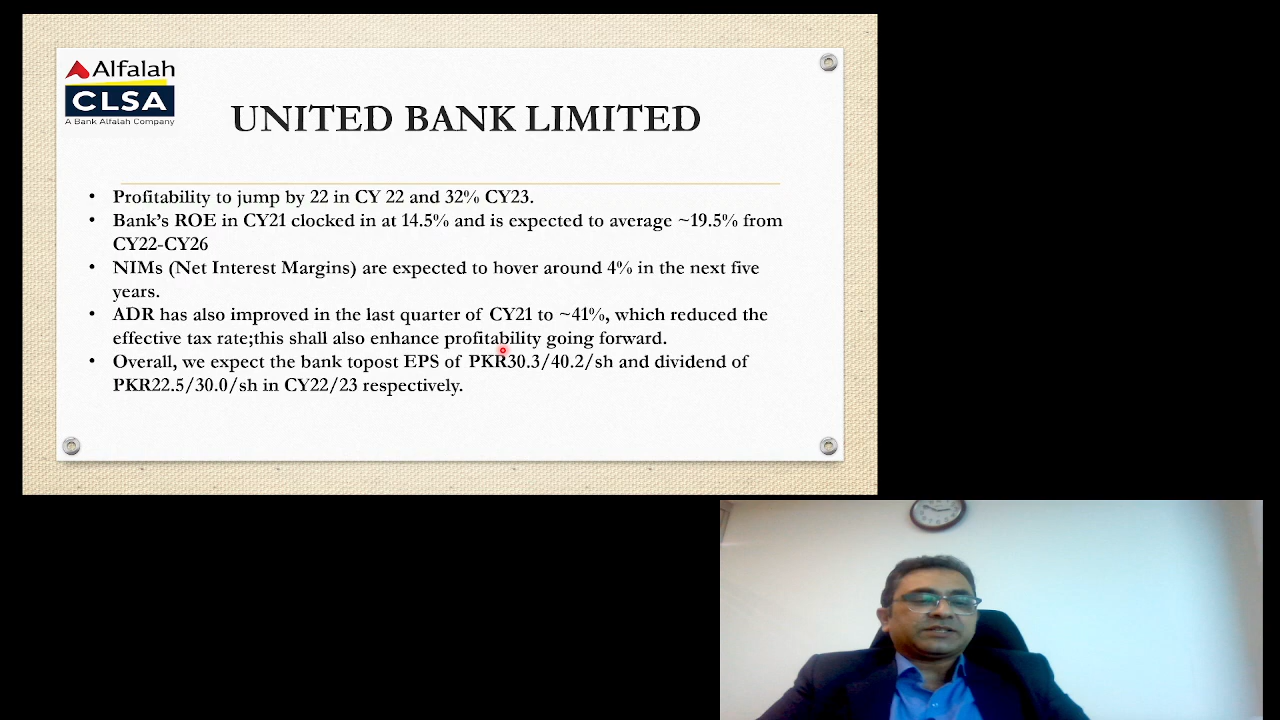 Alfalah
CLSA
A Bank Alfalah Company
UNITED BANK LIMITED
• Profitability to jump by 22 in CY 22 and 32% CY23.
• Bank's ROE in CY21 clocked in at 14.5% and is expected to average ~19.5% from
CY22-CY26
• NIMs (Net Interest Margins) are expected to hover around 4% in the next five
years.
• ADR has also improved in the last quarter of CY21 to ~41%, which reduced the
effective tax rate;this shall also enhance profitability going forward.
• Overall, we expect the bank topost EPS of PKR30.3/40.2/sh and dividend of
PKR22.5/30.0/sh in CY22/23 respectively.